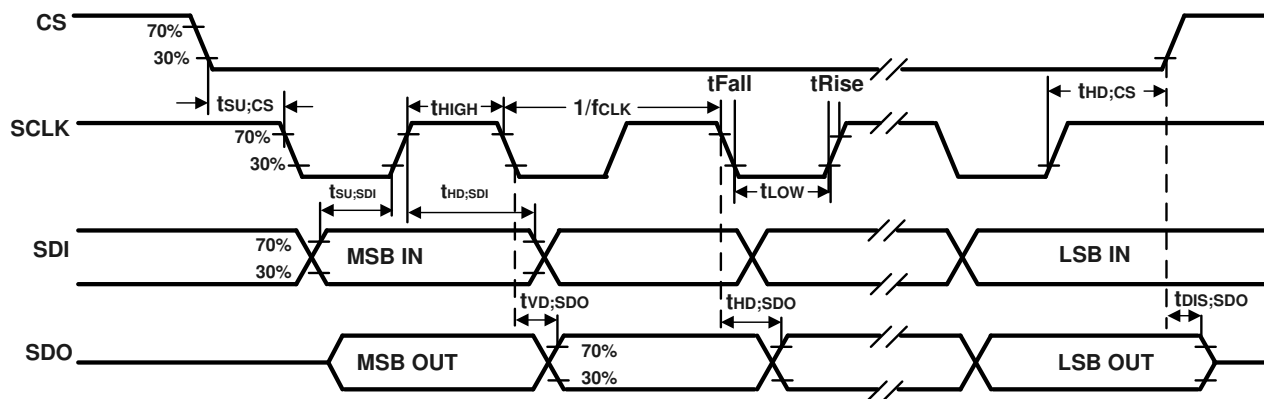 CS
70%
30%
tFall
tRise
tSU;CS
tHIGH
1/fCLK
tHD;CS
SCLK
70%
30%
tSU;SDI
tHD;SDI
tLOW
SDI
70%
30%
MSB IN
LSB IN
tVD;SDO
tHD;SDO
tDIS;SDO
SDO
MSB OUT
70%
30%
LSB OUT